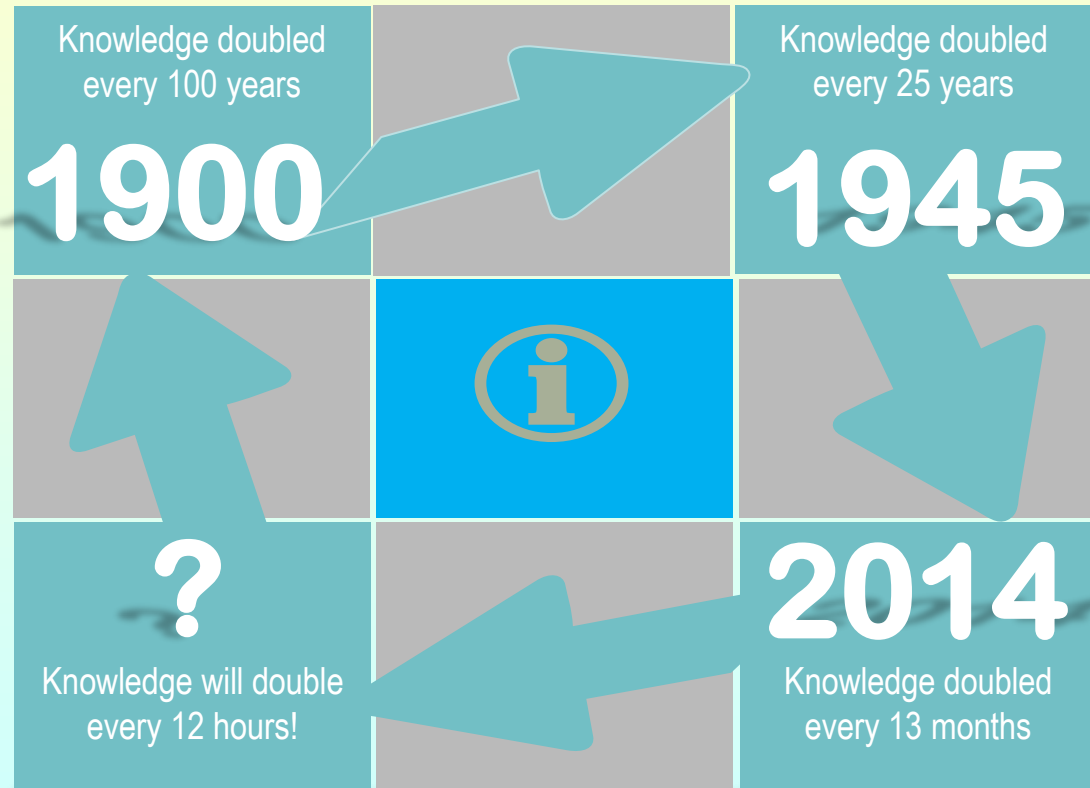 Knowledge doubled
every 100 years
1900
Knowledge doubled
every 25 years
1945
?
Knowledge will double
every 12 hours!
2014
Knowledge doubled
every 13 months